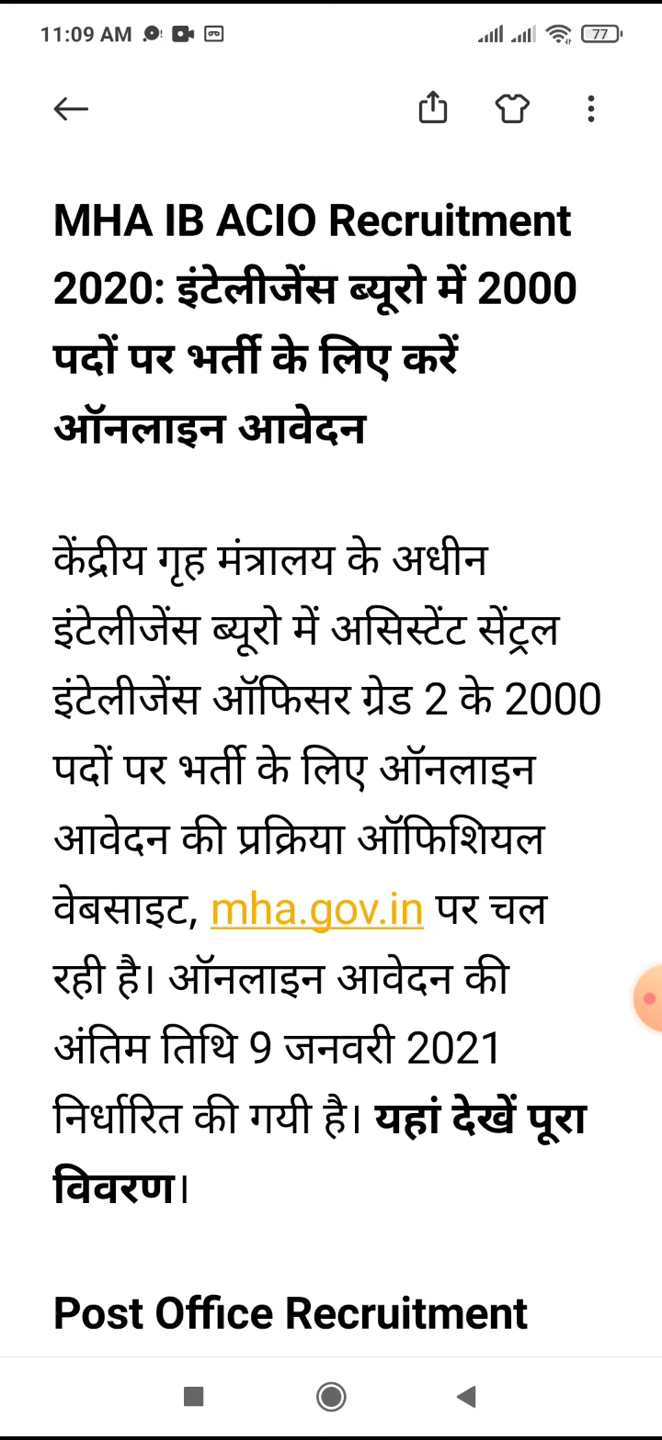 11:09 AM
77
MHA IB ACIO Recruitment
2020: इंटेलीजेंस ब्यूरो में 2000
पदों पर भर्ती के लिए करें
ऑनलाइन आवेदन
केंद्रीय गृह मंत्रालय के अधीन
इंटेलीजेंस ब्यूरो में असिस्टेंट सेंट्रल
इंटेलीजेंस ऑफिसर ग्रेड 2 के 2000
पदों पर भर्ती के लिए ऑनलाइन
आवेदन की प्रक्रिया ऑफिशियल
वेबसाइट, mha.gov.in पर चल
रही है। ऑनलाइन आवेदन की
अंतिम तिथि 9 जनवरी 2021
निर्धारित की गयी है। यहां देखें पूरा
विवरण।
Post Office Recruitment